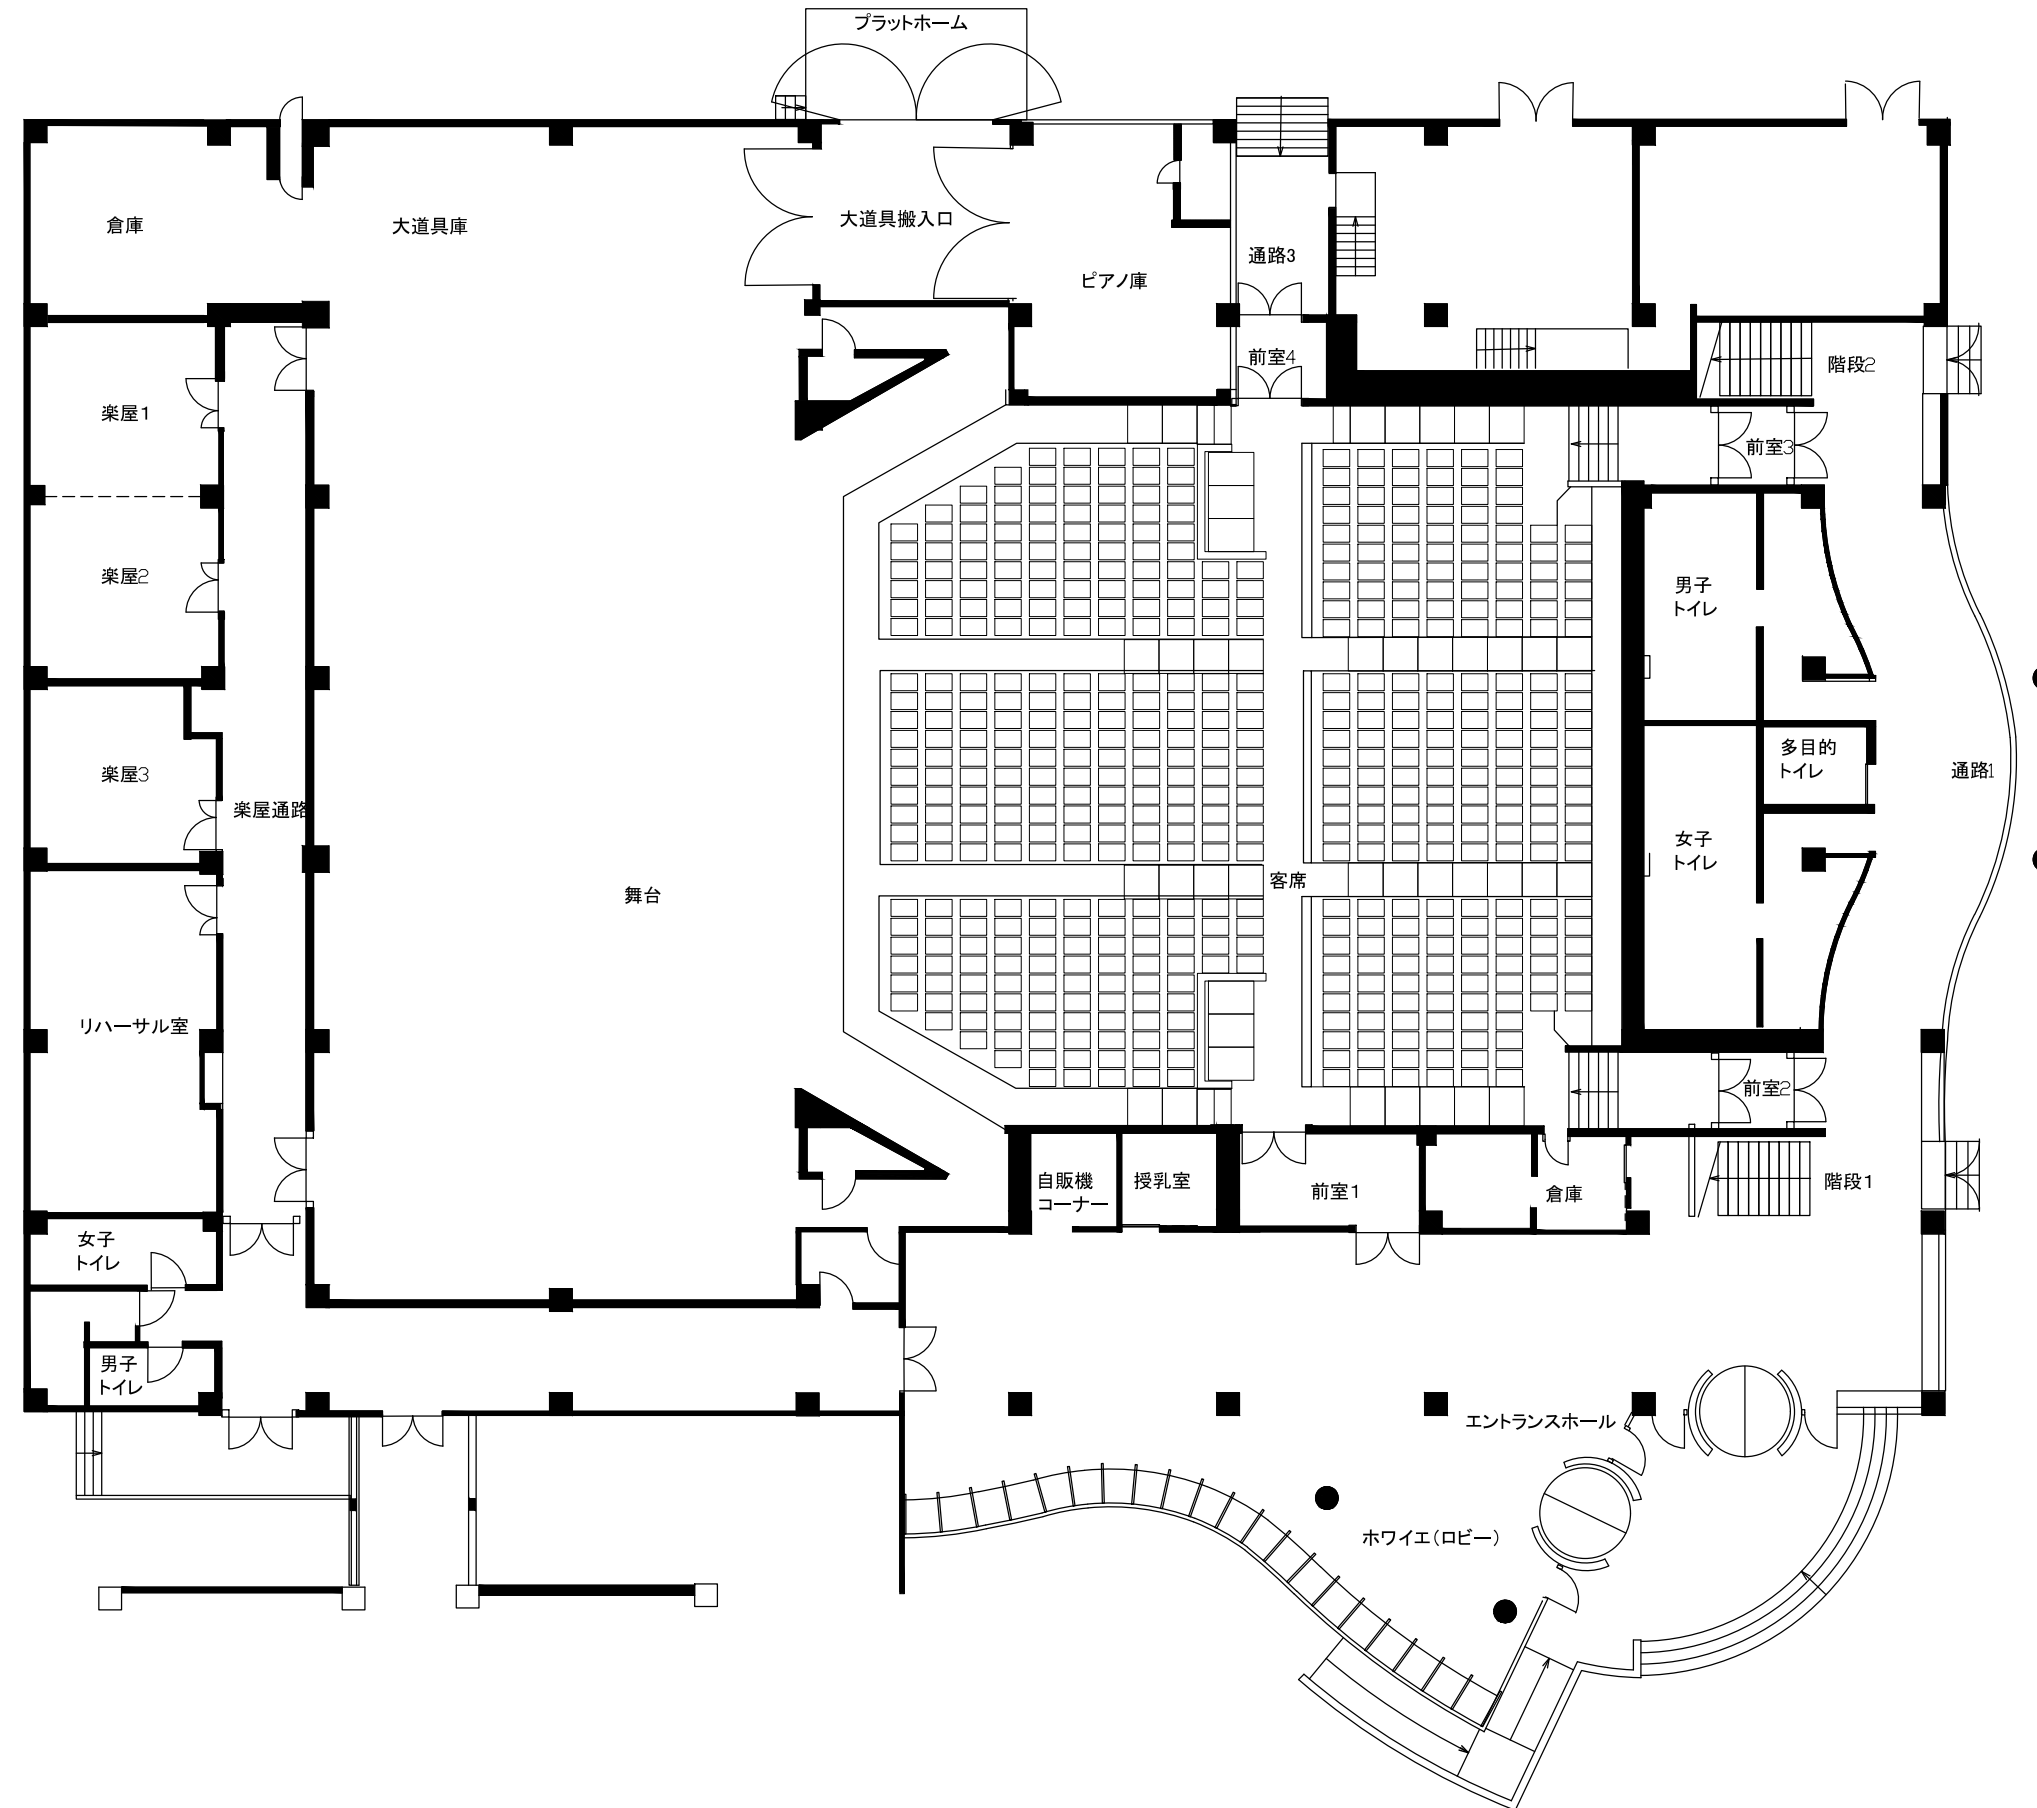 プラットホーム
倉庫
大道具庫
大道具搬入口
ピアノ庫
通路3
前室4
階段2
楽屋1
前室3
楽屋2
男子
トイレ
多目的
トイレ
通路1
楽屋3
楽屋通路
女子
トイレ
舞台
客席
リハーサル室
前室2
自販機
コーナー
授乳室
前室1
倉庫
階段1
女子
トイレ
男子
トイレ
エントランスホール
ホワイエ(ロビー)